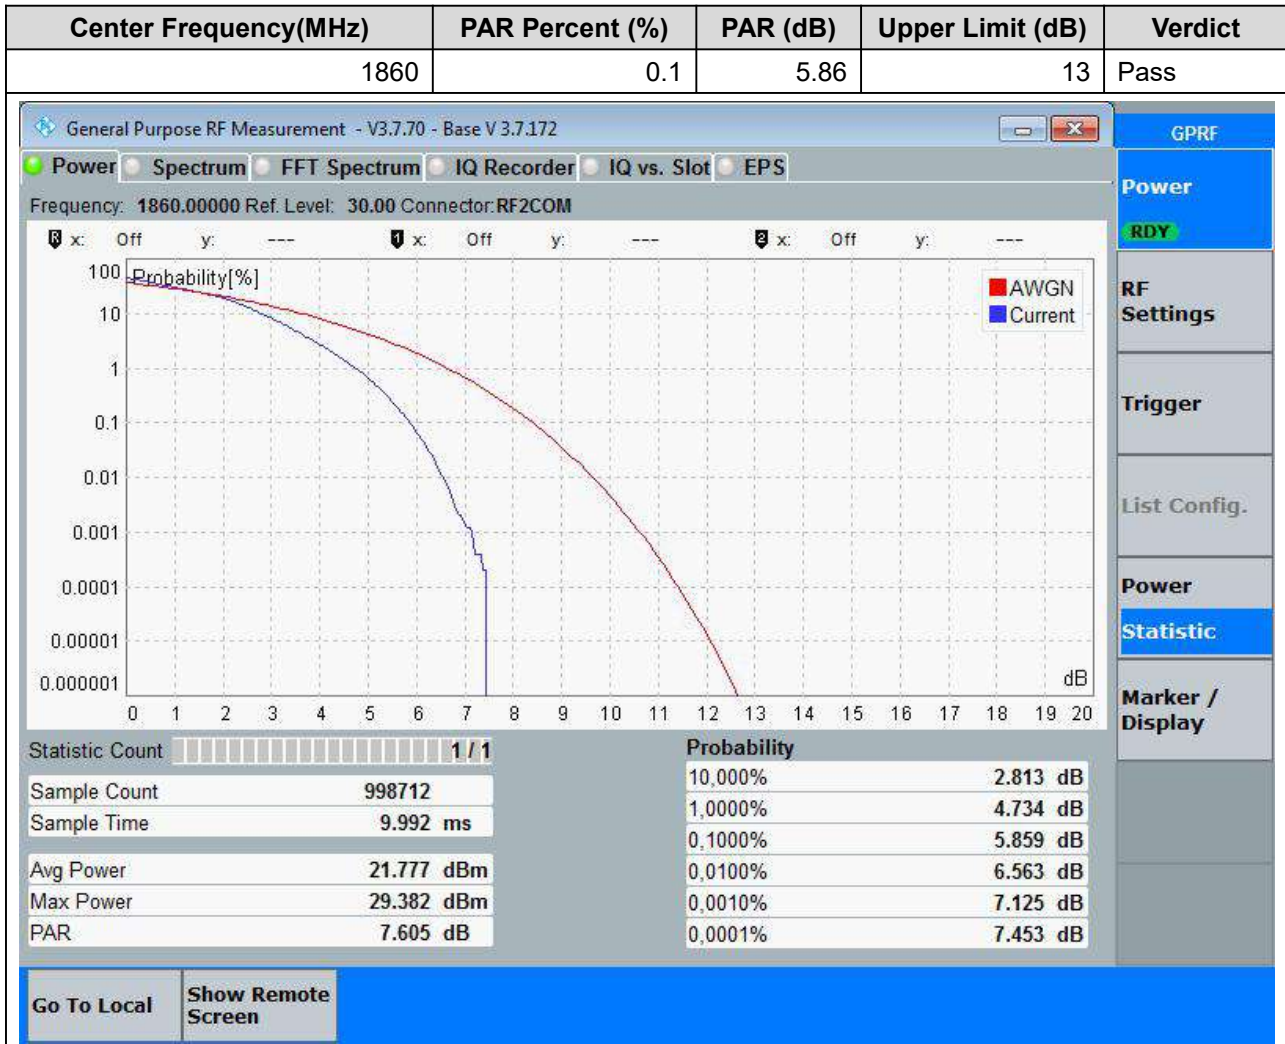 Center Frequency(MHz) PAR Percent (%) PAR (dB) Upper Limit (dB) Verdict
1860 0.1 5.86 13 Pass
General Purpose RF Measurement - V3.7.70 - Base V 3.7.172
GPRF
Power Spectrum FFT Spectrum IQ Recorder IQ vs. Slot EPS
Frequency: 1860.00000 Ref. Level: 30.00 Connector:RF2COM
R x: Off y: --- 1 x: Off y: --- 2 x: Off y: ---
Probability[%]
AWGN
Current
100
10
1
0.1
0.01
0.001
0.0001
0.00001
0.000001
dB
0 1 2 3 4 5 6 7 8 9 10 11 12 13 14 15 16 17 18 19 20
Power
RDY
RF
Settings
Trigger
List Config.
Power
Statistic
Marker /
Display
Statistic Count 1 / 1
Sample Count 998712
Sample Time 9.992 ms
Avg Power 21.777 dBm
Max Power 29.382 dBm
PAR 7.605 dB
Probability
10,000% 2.813 dB
1,0000% 4.734 dB
0,1000% 5.859 dB
0,0100% 6.563 dB
0,0010% 7.125 dB
0,0001% 7.453 dB
Go To Local
Show Remote
Screen